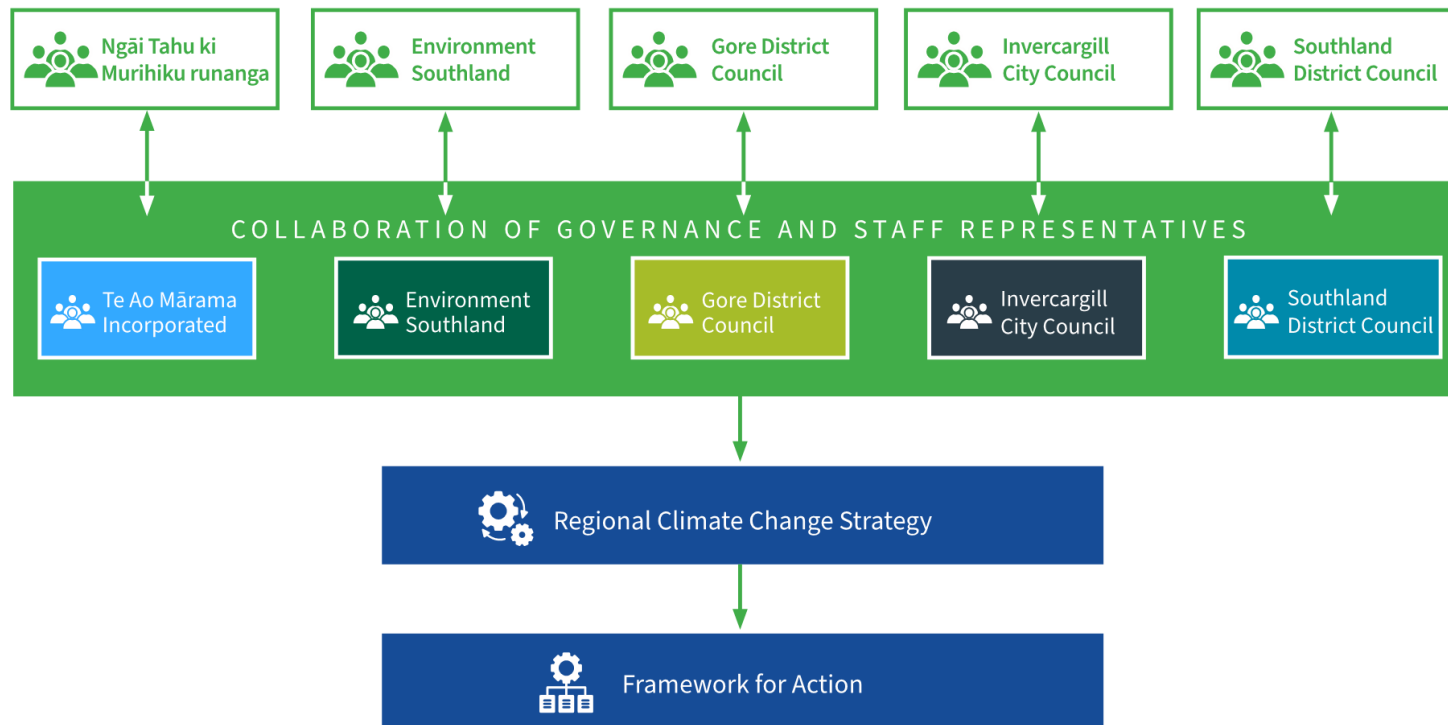 Ngāi Tahu ki
Murihiku runanga
Environment
Southland
Gore District
Council
Invercargill
City Council
Southland
District Council
COLLABORATION OF GOVERNANCE AND STAFF REPRESENTATIVES
Te Ao Mārama
Incorporated
Environment
Southland
Gore District
Council
Invercargill
City Council
Southland
District Council
Regional Climate Change Strategy
Framework for Action